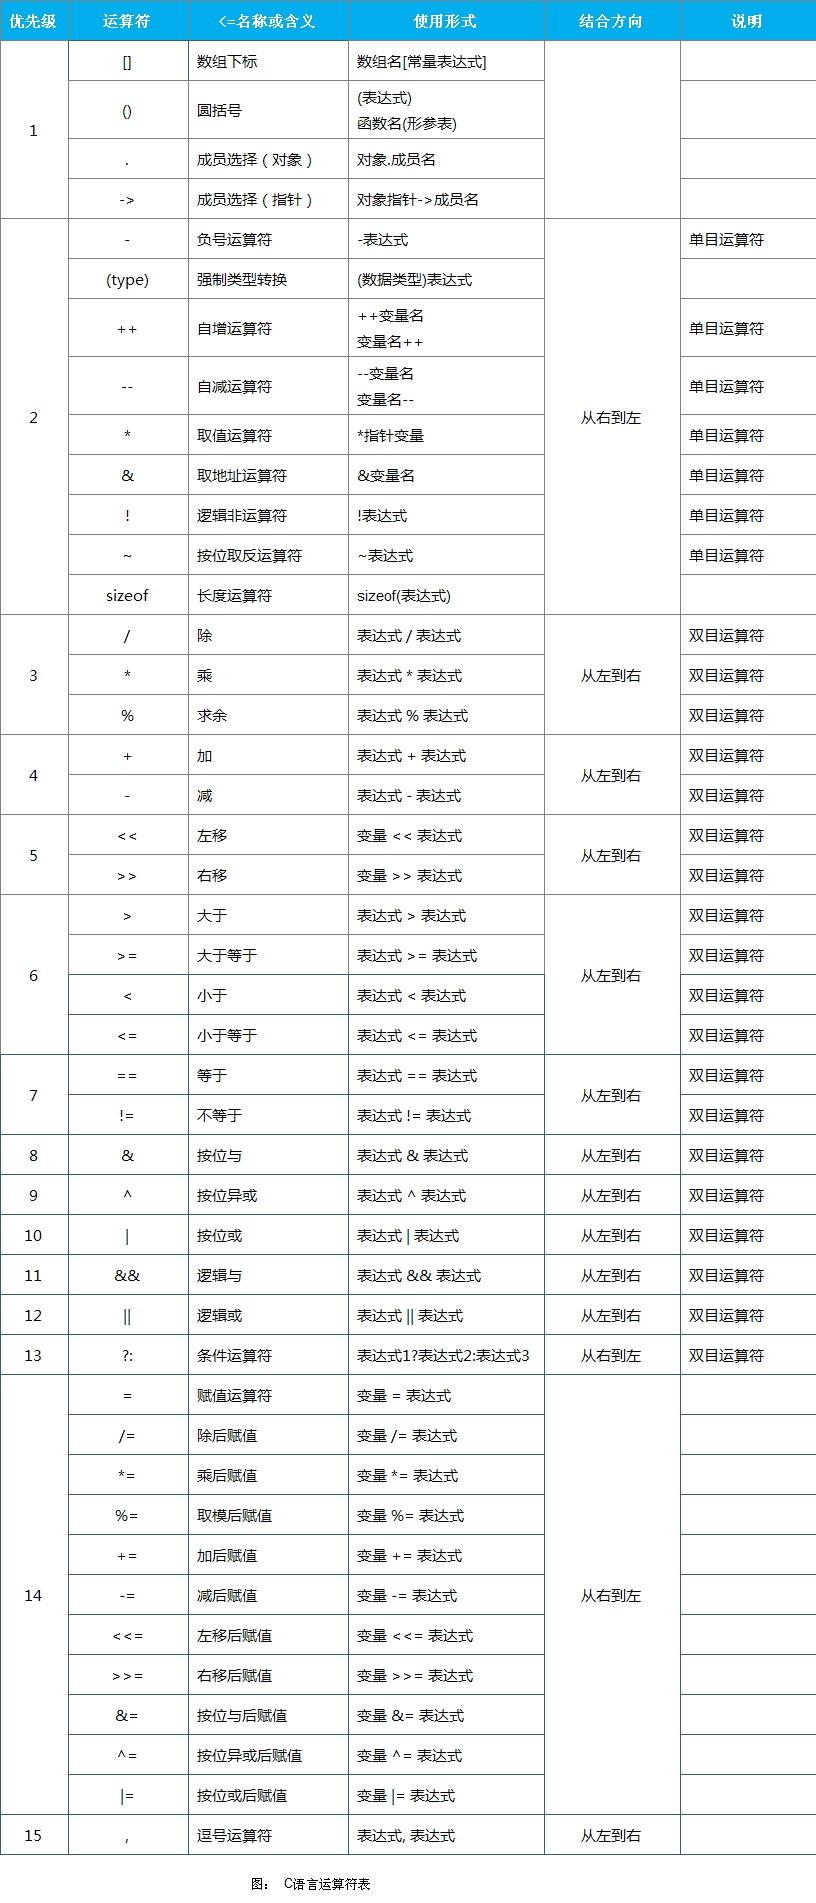 优先级 运算符 <=名称或含义 使用形式 结合方向 说明
1
[] 数组下标 数组名[常量表达式]
() 圆括号 (表达式)
函数名(形参表)
. 成员选择（对象） 对象.成员名
-> 成员选择（指针） 对象指针->成员名
2
- 负号运算符 -表达式 从右到左 单目运算符
(type) 强制类型转换 (数据类型)表达式
++ 自增运算符 ++变量名
变量名++ 单目运算符
-- 自减运算符 --变量名
变量名-- 单目运算符
* 取值运算符 *指针变量 单目运算符
& 取地址运算符 &变量名 单目运算符
! 逻辑非运算符 !表达式 单目运算符
~ 按位取反运算符 ~表达式 单目运算符
sizeof 长度运算符 sizeof(表达式)
3
/ 除 表达式 / 表达式 从左到右 双目运算符
* 乘 表达式 * 表达式 双目运算符
% 求余 表达式 % 表达式 双目运算符
4
+ 加 表达式 + 表达式 从左到右 双目运算符
- 减 表达式 - 表达式 双目运算符
5
<< 左移 变量 << 表达式 从左到右 双目运算符
>> 右移 变量 >> 表达式 双目运算符
6
> 大于 表达式 > 表达式 从左到右 双目运算符
>= 大于等于 表达式 >= 表达式 双目运算符
< 小于 表达式 < 表达式 双目运算符
<= 小于等于 表达式 <= 表达式 双目运算符
7
== 等于 表达式 == 表达式 从左到右 双目运算符
!= 不等于 表达式 != 表达式 双目运算符
8 & 按位与 表达式 & 表达式 从左到右 双目运算符
9 ^ 按位异或 表达式 ^ 表达式 从左到右 双目运算符
10 | 按位或 表达式 | 表达式 从左到右 双目运算符
11 && 逻辑与 表达式 && 表达式 从左到右 双目运算符
12 || 逻辑或 表达式 || 表达式 从左到右 双目运算符
13 ?: 条件运算符 表达式1?表达式2:表达式3 从右到左 双目运算符
14
= 赋值运算符 变量 = 表达式 从右到左
/= 除后赋值 变量 /= 表达式
*= 乘后赋值 变量 *= 表达式
%= 取模后赋值 变量 %= 表达式
+= 加后赋值 变量 += 表达式
-= 减后赋值 变量 -= 表达式
<<= 左移后赋值 变量 <<= 表达式
>>= 右移后赋值 变量 >>= 表达式
&= 按位与后赋值 变量 &= 表达式
^= 按位异或后赋值 变量 ^= 表达式
|= 按位或后赋值 变量 |= 表达式
15 , 逗号运算符 表达式, 表达式 从左到右
图： C语言运算符表